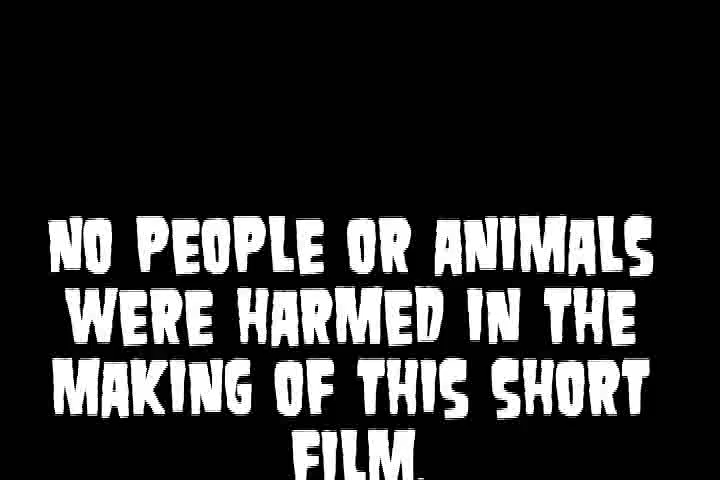 NO PEOPLE OR ANIMALS
WERE HARMED IN THE
MAKING OF THIS SHORT
FILM.